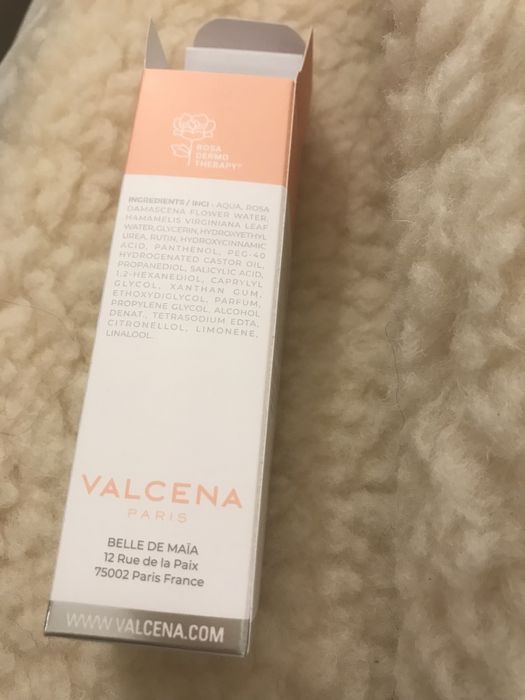 ROSA
DERMO
THERAPY™
INGREDIENTS / INCI - AQUA, ROSA
DAMASCENA FLOWER WATER,
HAMAMELIS VIRGINIANA LEAF
WATER, GLYCERIN, HYDROXYETHYL
UREA, RUTIN, HYDROXYCINNAMIC
ACID, PANTHENOL, PEG-40
HYDROGENATED CASTOR OIL,
PROPANEDIOL, SALICYLIC ACID,
1,2-HEXANEDIOL, CAPRYLYL
GLYCOL, XANTHAN GUM,
ETHOXYDIGLYCOL, PARFUM,
PROPYLENE GLYCOL, ALCOHOL
DENAT., TETRASODIUM EDTA,
CITRONELLOL, LIMONENE,
LINALOOL.
VALCENA
PARIS
BELLE DE MAÏA
12 Rue de la Paix
75002 Paris France
WWW.VALCENA.COM